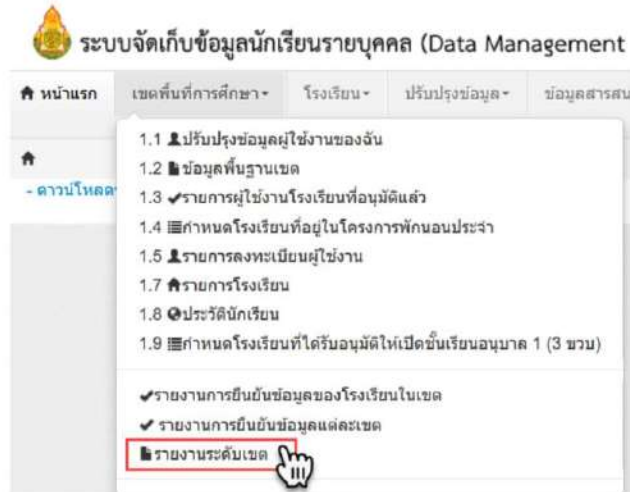 ระบบจัดเก็บข้อมูลนักเรียนรายบุคคล (Data Management
หน้าแรก เขตพื้นที่การศึกษา โรงเรียน ปรับปรุงข้อมูล ข้อมูลสารสน
1.1 ปรับปรุงข้อมูลผู้ใช้งานของฉัน
1.2 ข้อมูลพื้นฐานเขต
- ดาวน์โหลด
1.3 รายการผู้ใช้งานโรงเรียนที่อนุมัติแล้ว
1.4 กำหนดโรงเรียนที่อยู่ในโครงการพักนอนประจำ
1.5 รายการลงทะเบียนผู้ใช้งาน
1.7 รายการโรงเรียน
1.8 ประวัตินักเรียน
1.9 กำหนดโรงเรียนที่ได้รับอนุมัติให้เปิดชั้นเรียนอนุบาล 1 (3 ขวบ)
รายงานการยืนยันข้อมูลของโรงเรียนในเขต
รายงานการยืนยันข้อมูลแต่ละเขต
รายงานระดับเขต